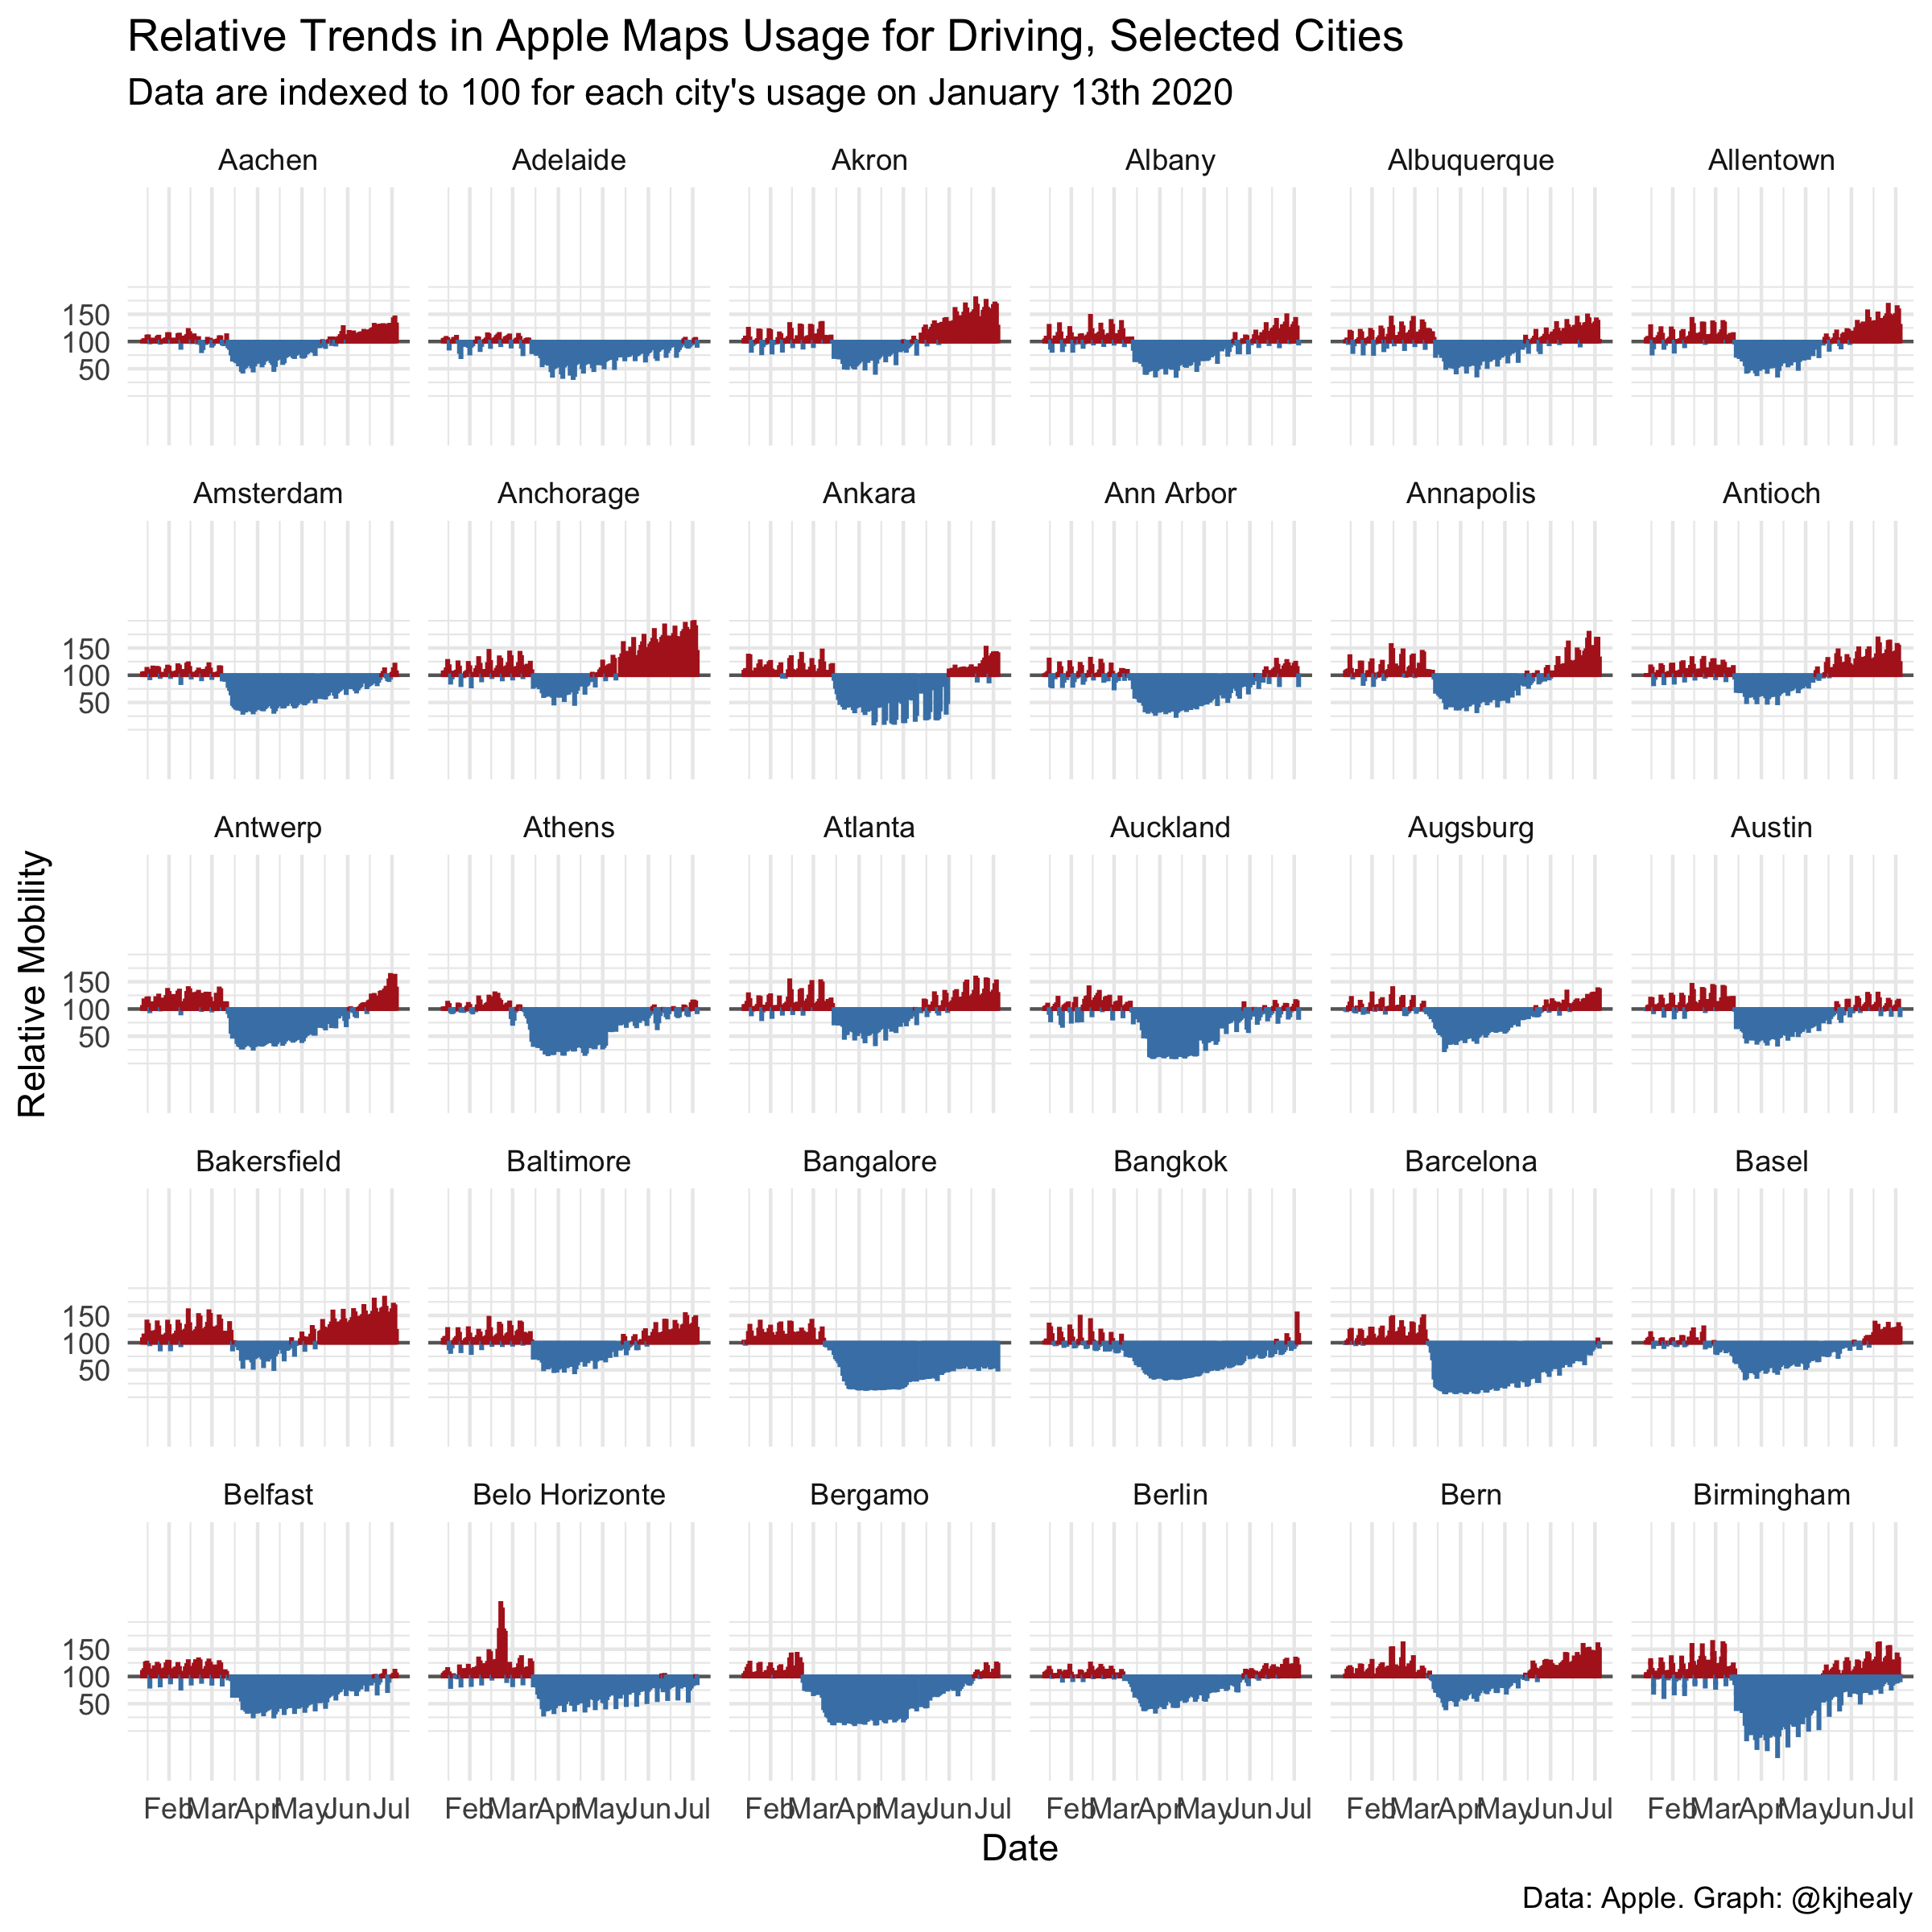 Relative Trends in Apple Maps Usage for Driving, Selected Cities
Data are indexed to 100 for each city's usage on January 13th 2020
Aachen Adelaide Akron Albany Albuquerque Allentown
150
100
50
Amsterdam Anchorage Ankara Ann Arbor Annapolis Antioch
150
100
50
Relative Mobility
Antwerp Athens Atlanta Auckland Augsburg Austin
150
100
50
Bakersfield Baltimore Bangalore Bangkok Barcelona Basel
150
100
50
Belfast Belo Horizonte Bergamo Berlin Bern Birmingham
150
100
50
Feb Mar Apr May Jun Jul Feb Mar Apr May Jun Jul Feb Mar Apr May Jun Jul Feb Mar Apr May Jun Jul Feb Mar Apr May Jun Jul Feb Mar Apr May Jun Jul
Date
Data: Apple. Graph: @kjhealy